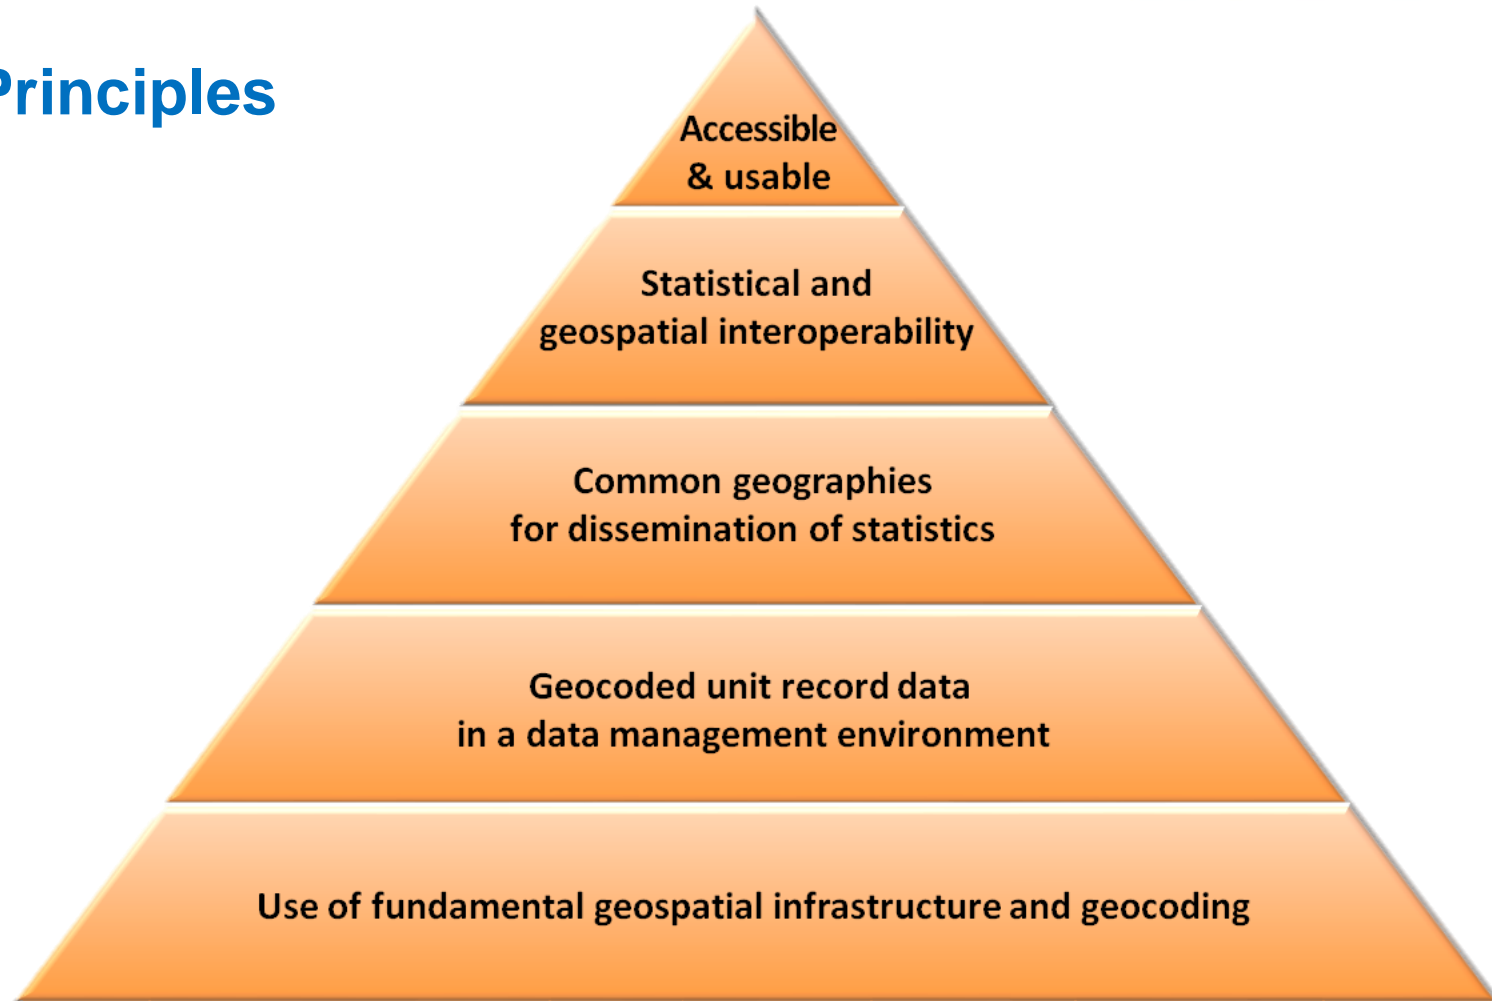 Principles
Accessible
& usable
Statistical and
geospatial interoperability
Common geographies
for dissemination of statistics
Geocoded unit record data
in a data management environment
Use of fundamental geospatial infrastructure and geocoding